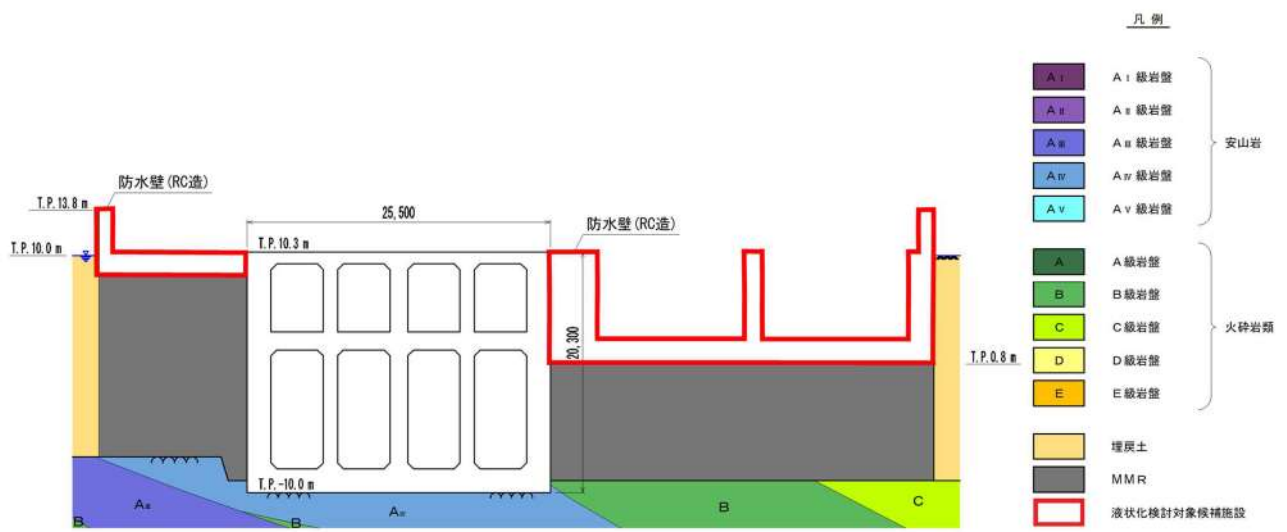 凡 例
AⅠ AⅠ級岩盤
AⅡ AⅡ級岩盤
AⅢ AⅢ級岩盤
安山岩
AⅣ AⅣ級岩盤
AⅤ AⅤ級岩盤
A A級岩盤
B B級岩盤
C C級岩盤
火砕岩類
D D級岩盤
E E級岩盤
埋戻土
MMR
液状化検討対象候補施設
防水壁(RC造)
T.P.13.8 m
25,500
防水壁(RC造)
T.P.10.0 m
T.P.10.3 m
20,300
T.P.0.8 m
T.P.-10.0 m
AⅢ
B
B
AⅣ
B
C